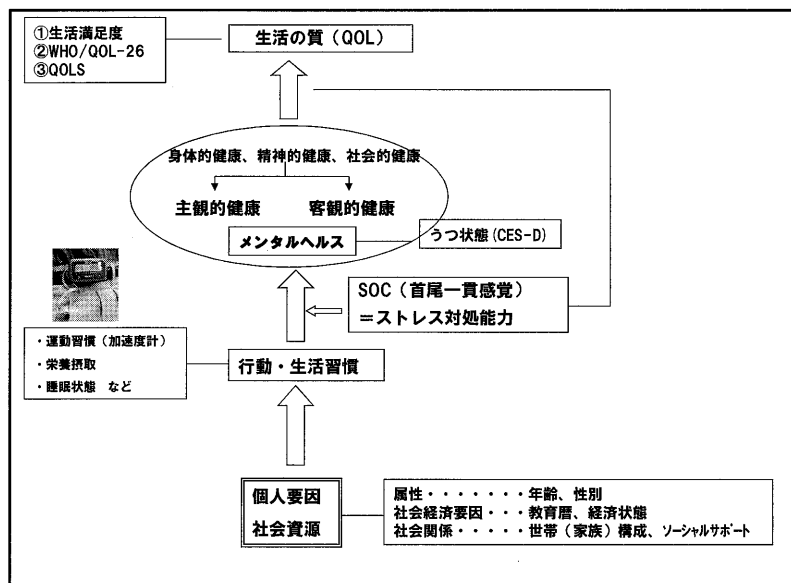 ①生活満足度
②WHO/QOL-26
③QOLS
生活の質（QOL）
身体的健康、精神的健康、社会的健康
主観的健康
客観的健康
メンタルヘルス
うつ状態(CES-D)
SOC（首尾一貫感覚）
＝ストレス対処能力
・運動習慣（加速度計）
・栄養摂取
・睡眠状態　など
行動・生活習慣
個人要因
社会資源
属性・・・・・・・年齢、性別
社会経済要因・・・教育暦、経済状態
社会関係・・・・・世帯（家族）構成、ソーシャルサポート